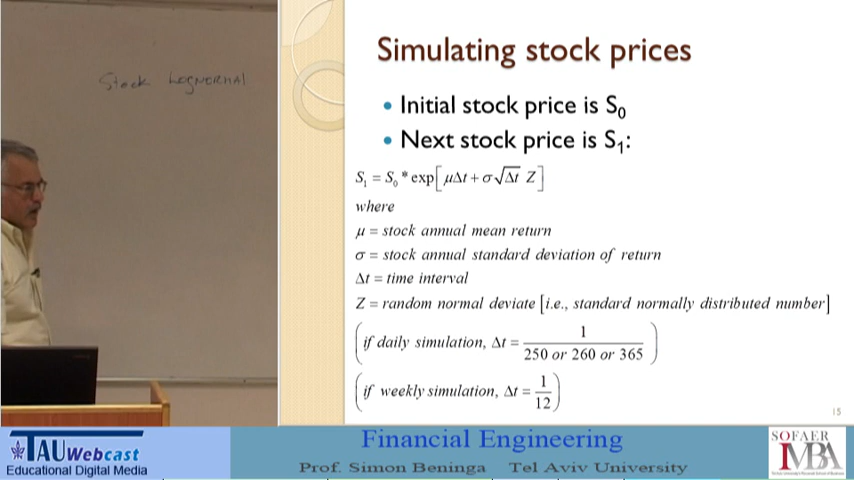 Stock LOGNORMAL
Simulating stock prices
• Initial stock price is S₀
• Next stock price is S₁:
S₁ = S₀ * exp[μΔt + σ√Δt Z]
where
μ = stock annual mean return
σ = stock annual standard deviation of return
Δt = time interval
Z = random normal deviate [i.e., standard normally distributed number]
(if daily simulation, Δt = 1 / 250 or 260 or 365)
(if weekly simulation, Δt = 1 / 12)
15
TAU Webcast
Educational Digital Media
Financial Engineering
Prof. Simon Beninga Tel Aviv University
SOFAER
IMBA